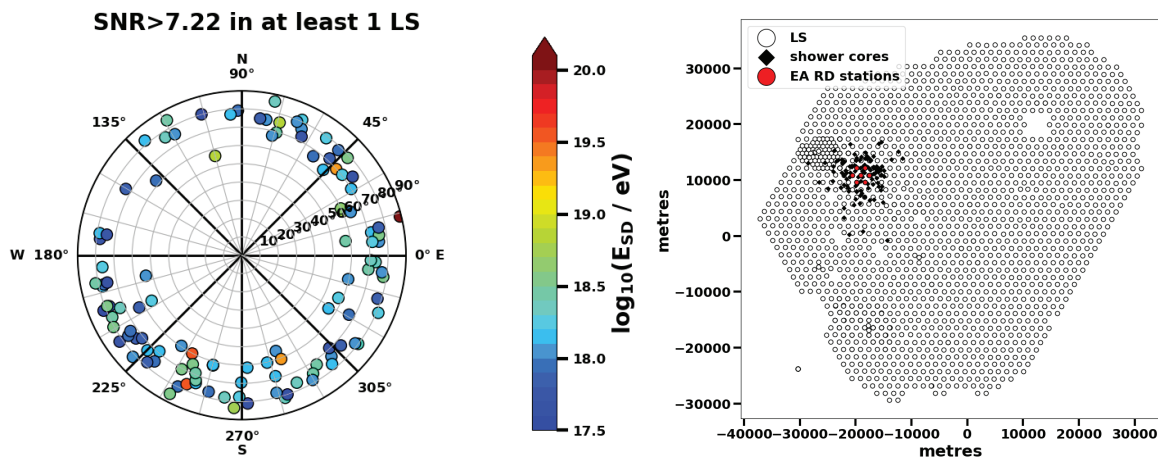 SNR>7.22 in at least 1 LS
N
90°
135°
45°
W 180°
0° E
10°
20°
30°
40°
50°
60°
70°
80°
90°
225°
305°
270°
S
20.0
19.5
19.0
18.5
18.0
17.5
log10(ESD / eV)
LS
shower cores
EA RD stations
30000
20000
10000
0
−10000
−20000
−30000
metres
−40000 −30000 −20000 −10000 0 10000 20000 30000
metres